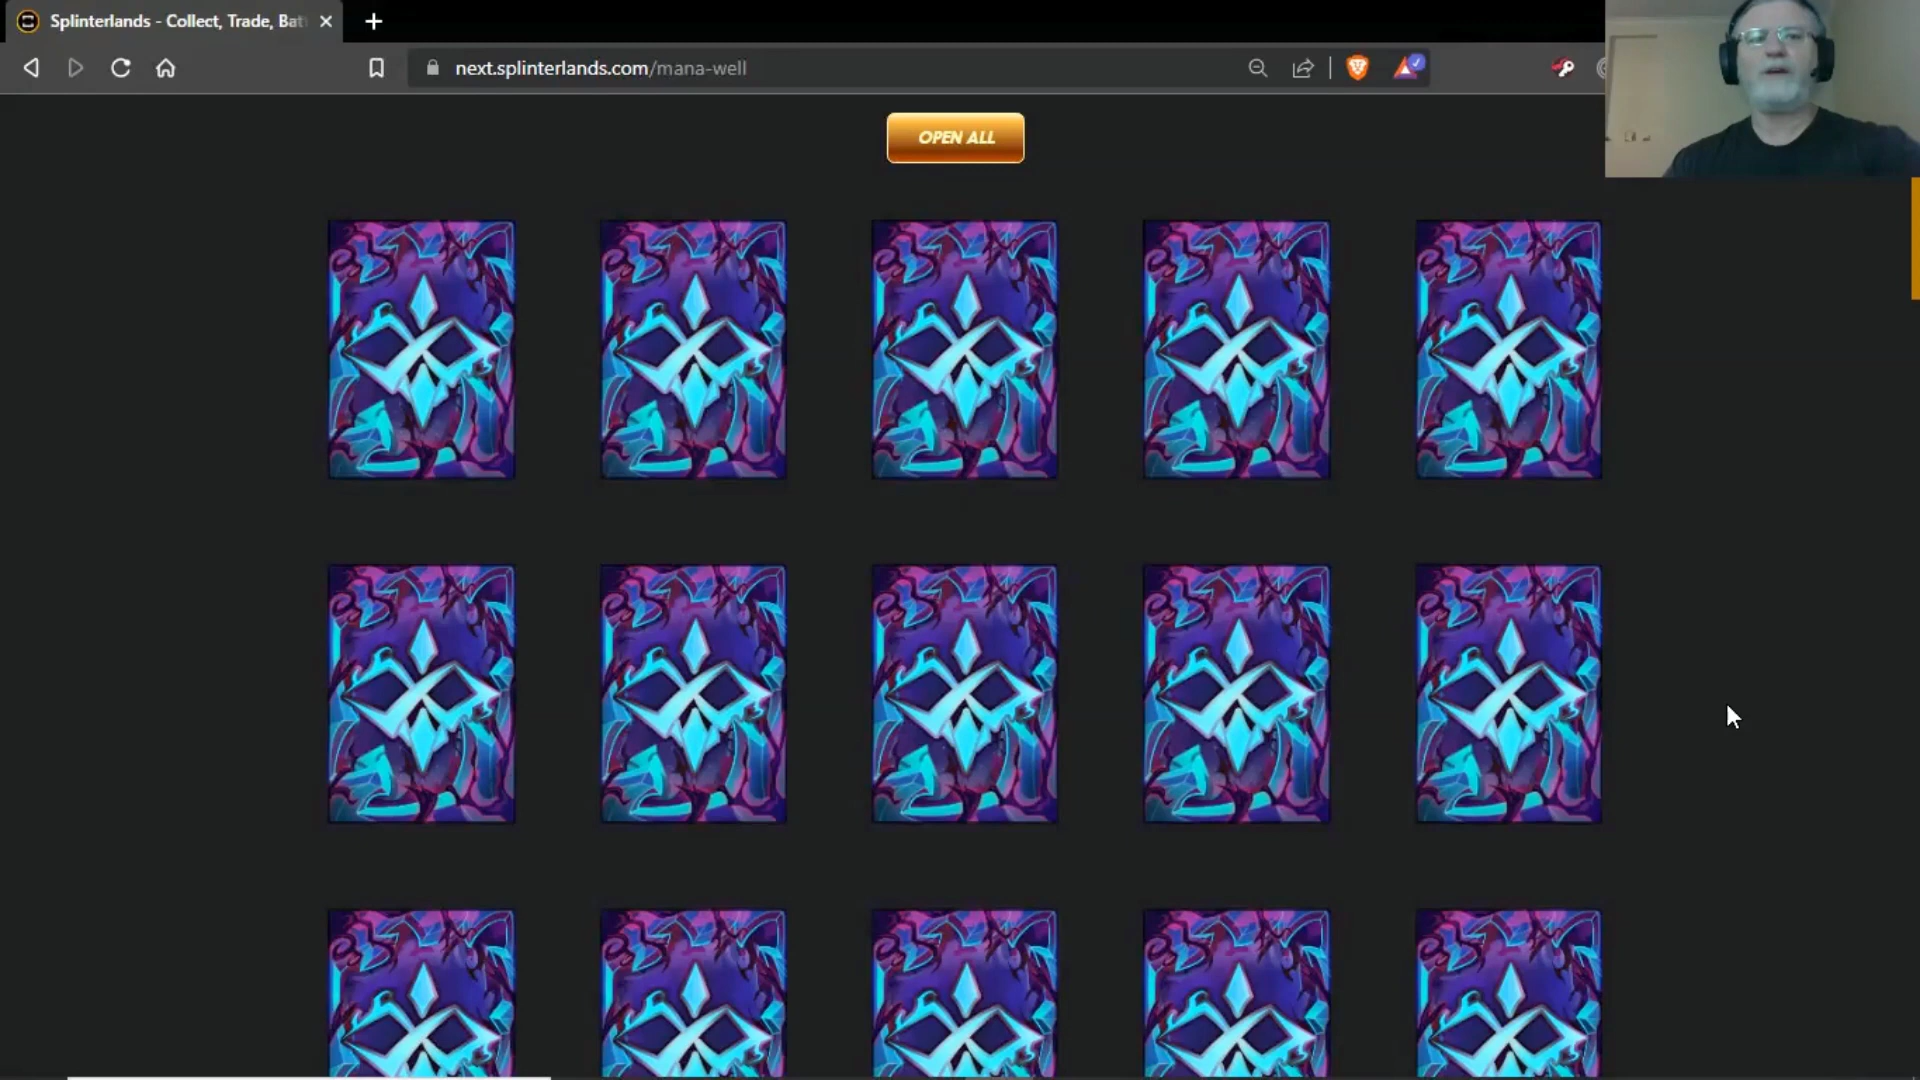 Splinterlands - Collect, Trade, Bat
next.splinterlands.com/mana-well
OPEN ALL